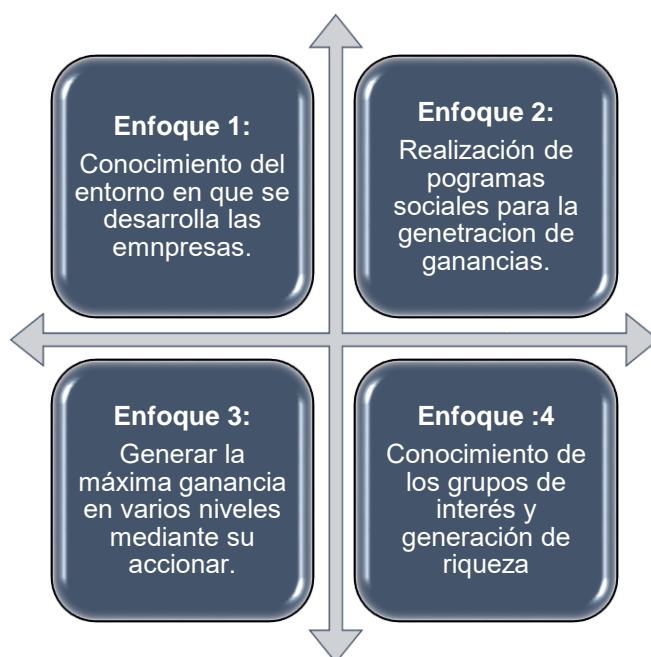 Enfoque 1:
Conocimiento del
entorno en que se
desarrolla las
emnpresas.
Enfoque 2:
Realización de
pogramas
sociales para la
genetracion de
ganancias.
Enfoque 3:
Generar la
máxima ganancia
en varios niveles
mediante su
accionar.
Enfoque :4
Conocimiento de
los grupos de
interés y
generación de
riqueza